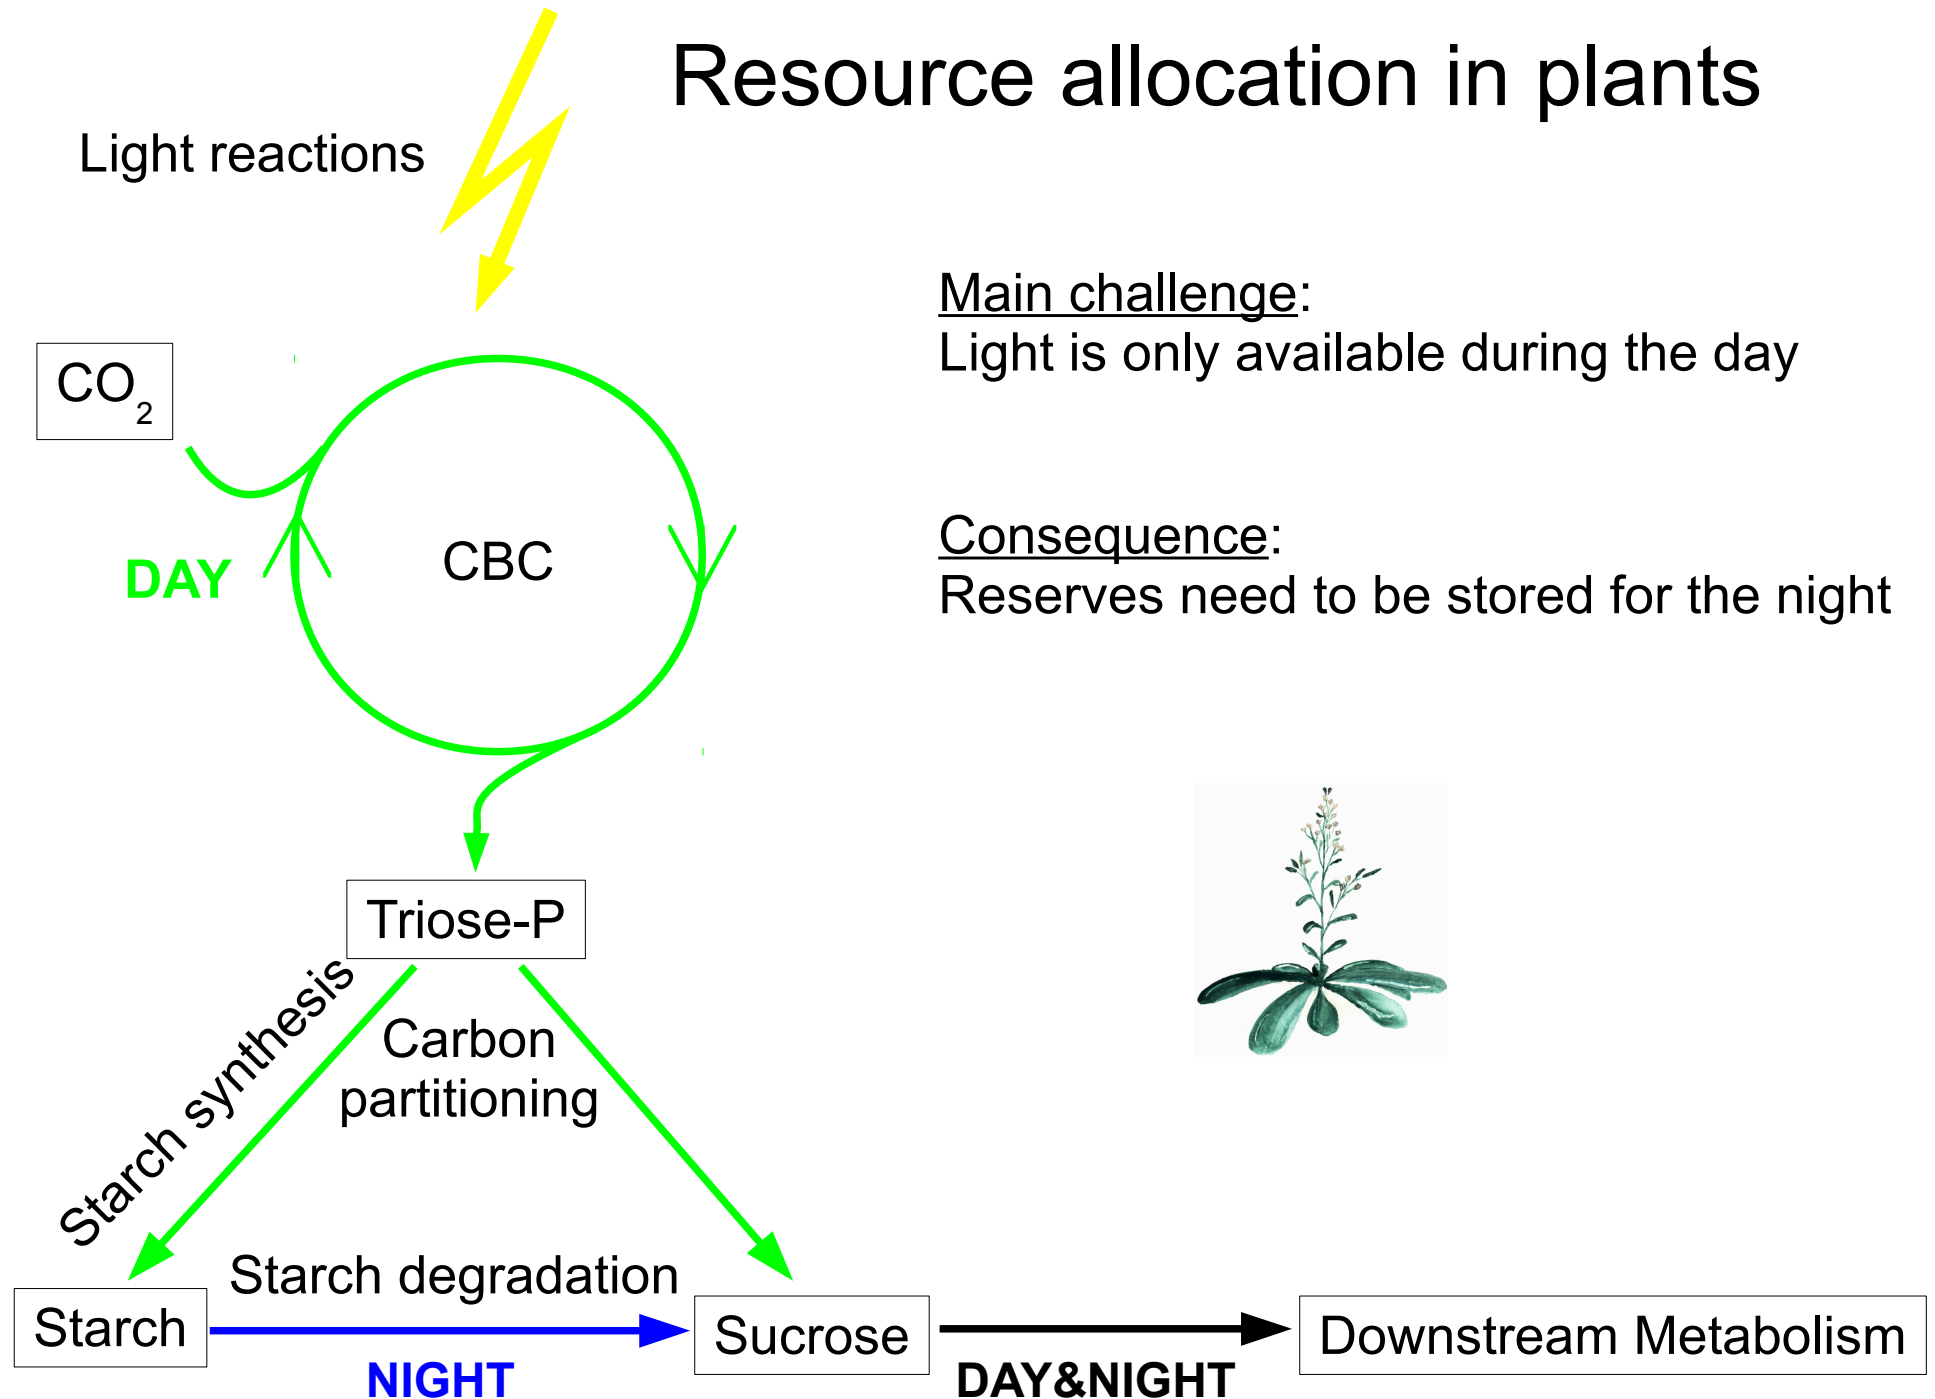 Resource allocation in plants
Light reactions
Main challenge:
Light is only available during the day
CO₂
Consequence:
Reserves need to be stored for the night
CBC
DAY
Triose-P
Starch synthesis
Carbon
partitioning
Starch degradation
Starch
Sucrose
Downstream Metabolism
NIGHT
DAY&NIGHT